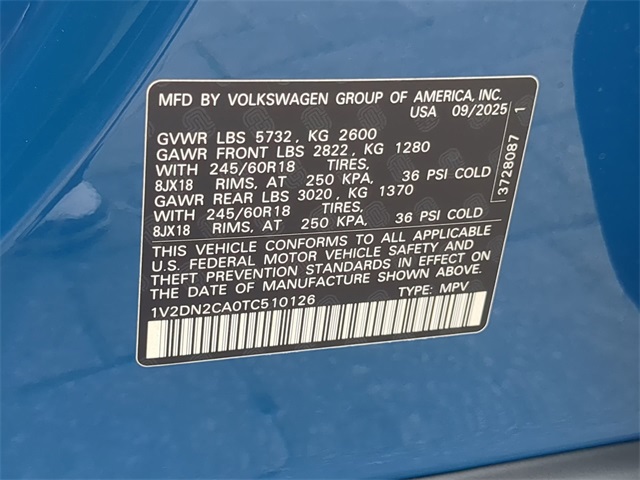 MFD BY VOLKSWAGEN GROUP OF AMERICA, INC.
USA 09/2025
GVWR LBS 5732, KG 2600
GAWR FRONT LBS 2822, KG 1280
WITH 245/60R18 TIRES,
8JX18 RIMS, AT 250 KPA, 36 PSI COLD
GAWR REAR LBS 3020, KG 1370
WITH 245/60R18 TIRES,
8JX18 RIMS, AT 250 KPA, 36 PSI COLD
THIS VEHICLE CONFORMS TO ALL APPLICABLE
U.S. FEDERAL MOTOR VEHICLE SAFETY AND
THEFT PREVENTION STANDARDS IN EFFECT ON
THE DATE OF MANUFACTURE SHOWN ABOVE.
1V2DN2CA0TC510126 TYPE: MPV
3728087 1